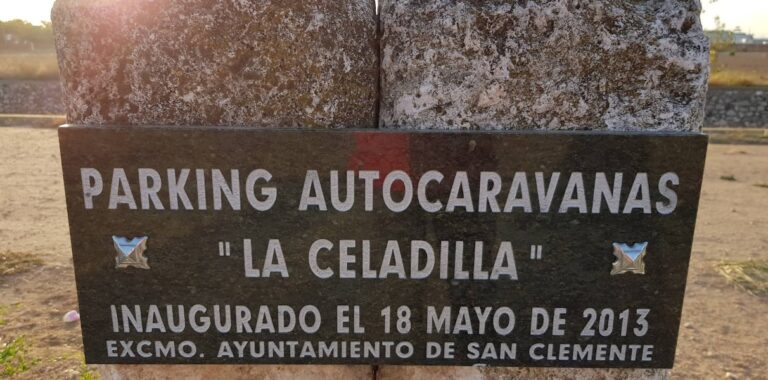 PARKING AUTOCARAVANAS
" LA CELADILLA "
INAUGURADO EL 18 MAYO DE 2013
EXCMO. AYUNTAMIENTO DE SAN CLEMENTE